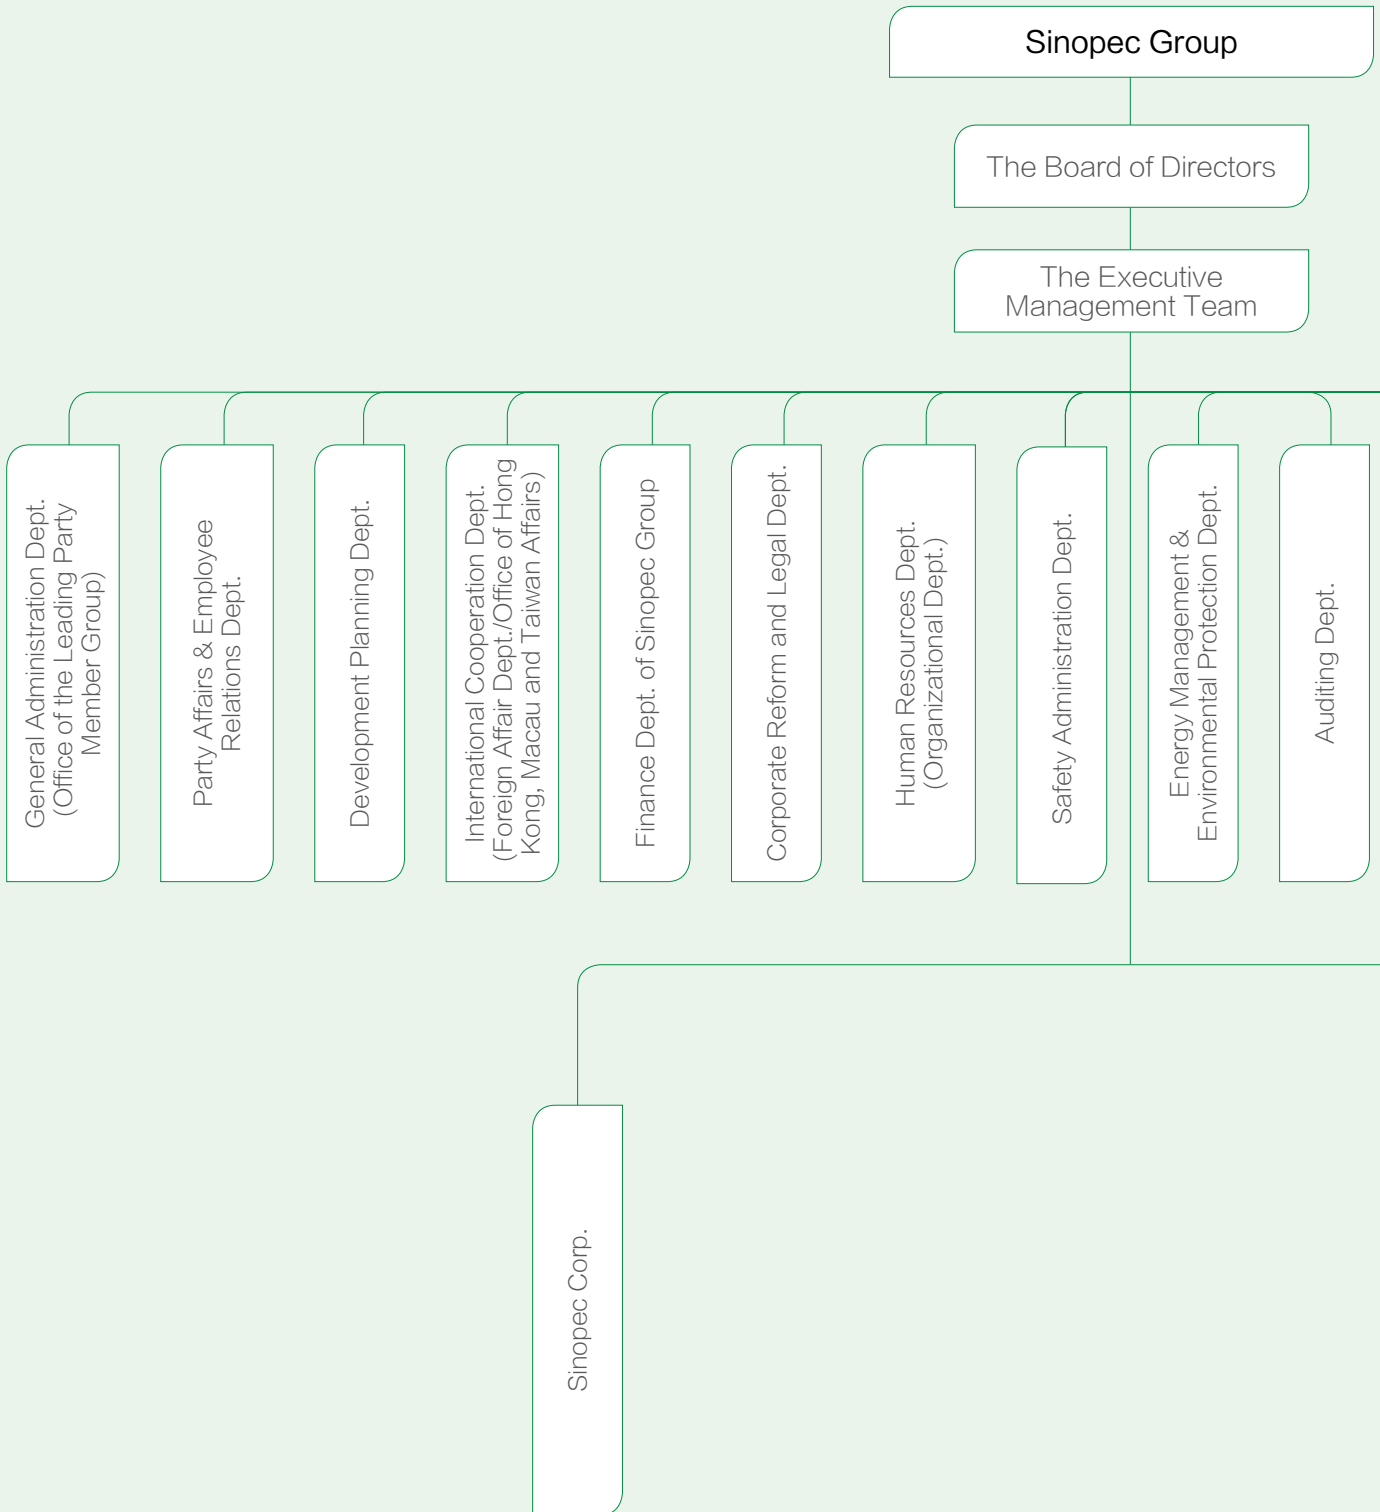 Sinopec Group
The Board of Directors
The Executive
Management Team
General Administration Dept.
(Office of the Leading Party
Member Group)
Party Affairs & Employee
Relations Dept.
Development Planning Dept.
International Cooperation Dept.
(Foreign Affair Dept./Office of Hong
Kong, Macau and Taiwan Affairs)
Finance Dept. of Sinopec Group
Corporate Reform and Legal Dept.
Human Resources Dept.
(Organizational Dept.)
Safety Administration Dept.
Energy Management &
Environmental Protection Dept.
Auditing Dept.
Sinopec Corp.